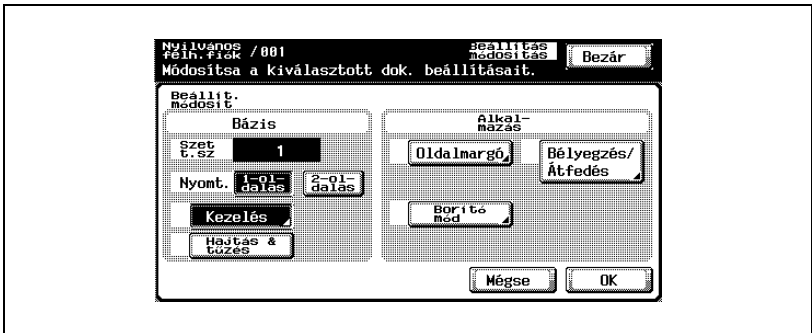 Nyilvános
félh.fiók /001
Beállítás
módosítás
Bezár
Módosítsa a kiválasztott dok. beállításait.
Beállít.
módosít
Bázis
Alkal-
mazás
Szet
t.sz
1
Oldalmargó
Bélyegzés/
Átfedés
Nyomt.
1-ol-
dalas
2-ol-
dalas
Kezelés
Borító
mód
Hajtás &
tűzés
Mégse
OK